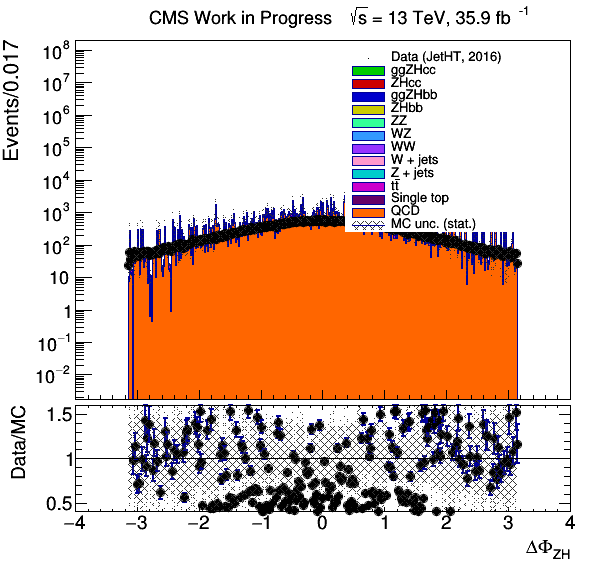 CMS Work in Progress √s = 13 TeV, 35.9 fb⁻¹
Events/0.017
10⁸
10⁷
10⁶
10⁵
10⁴
10³
10²
10
1
10⁻¹
10⁻²
Data (JetHT, 2016)
ggZHcc
ZHcc
ggZHbb
ZHbb
ZZ
WZ
WW
W + jets
Z + jets
tt̄
Single top
QCD
MC unc. (stat.)
Data/MC
1.5
1
0.5
−4 −3 −2 −1 0 1 2 3 4
ΔΦ_ZH